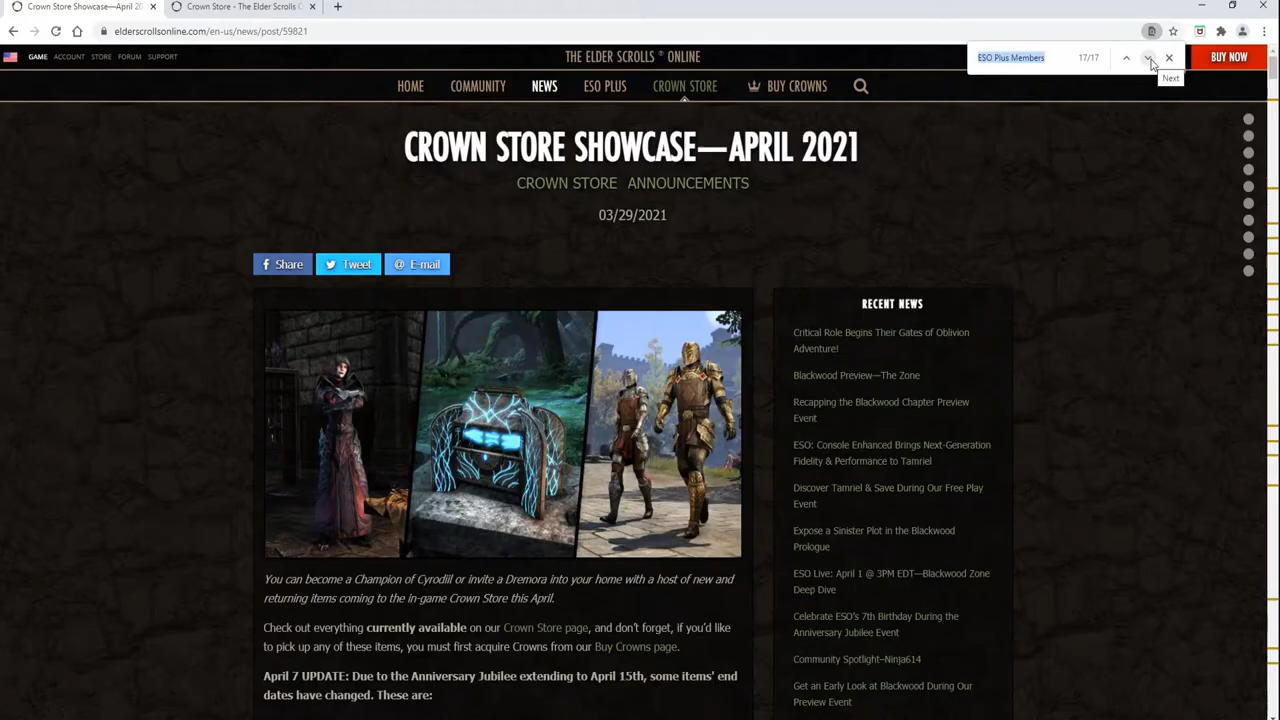 Crown Store Showcase—April 20
Crown Store - The Elder Scrolls O
elderscrollsonline.com/en-us/news/post/59821
ESO Plus Members
17/17
Next
GAME ACCOUNT STORE FORUM SUPPORT
THE ELDER SCROLLS ® ONLINE
BUY NOW
HOME COMMUNITY NEWS ESO PLUS CROWN STORE BUY CROWNS
CROWN STORE SHOWCASE—APRIL 2021
CROWN STORE ANNOUNCEMENTS
03/29/2021
Share Tweet @ E-mail
You can become a Champion of Cyrodiil or invite a Dremora into your home with a host of new and
returning items coming to the in-game Crown Store this April.
Check out everything currently available on our Crown Store page, and don't forget, if you'd like
to pick up any of these items, you must first acquire Crowns from our Buy Crowns page.
April 7 UPDATE: Due to the Anniversary Jubilee extending to April 15th, some items' end
dates have changed. These are:
RECENT NEWS
Critical Role Begins Their Gates of Oblivion
Adventure!
Blackwood Preview—The Zone
Recapping the Blackwood Chapter Preview
Event
ESO: Console Enhanced Brings Next-Generation
Fidelity & Performance to Tamriel
Discover Tamriel & Save During Our Free Play
Event
Expose a Sinister Plot in the Blackwood
Prologue
ESO Live: April 1 @ 3PM EDT—Blackwood Zone
Deep Dive
Celebrate ESO's 7th Birthday During the
Anniversary Jubilee Event
Community Spotlight–Ninja614
Get an Early Look at Blackwood During Our
Preview Event